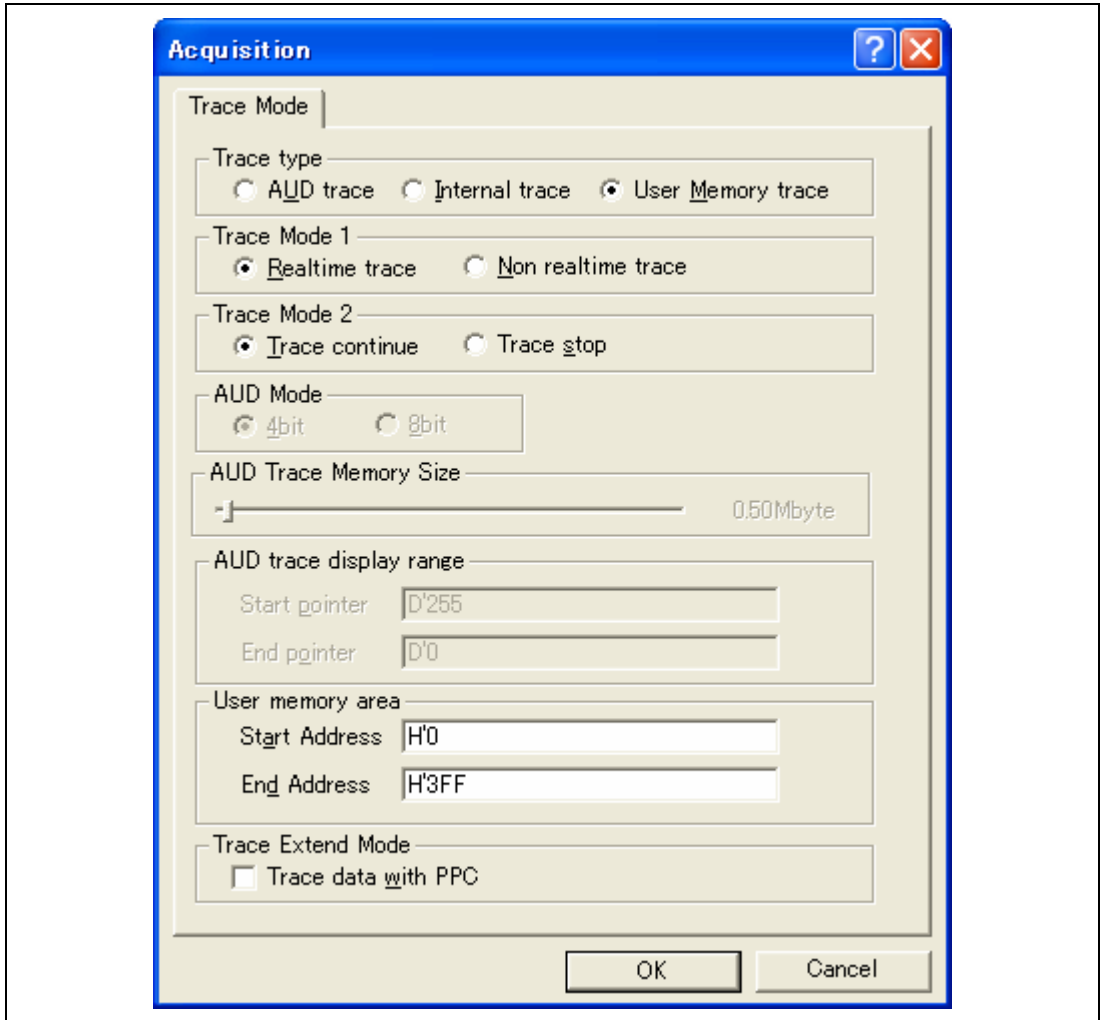 Acquisition
Trace Mode
Trace type
AUD trace Internal trace User Memory trace
Trace Mode 1
Realtime trace Non realtime trace
Trace Mode 2
Trace continue Trace stop
AUD Mode
4bit 8bit
AUD Trace Memory Size
0.50Mbyte
AUD trace display range
Start pointer D'255
End pointer D'0
User memory area
Start Address H'0
End Address H'3FF
Trace Extend Mode
Trace data with PPC
OK Cancel